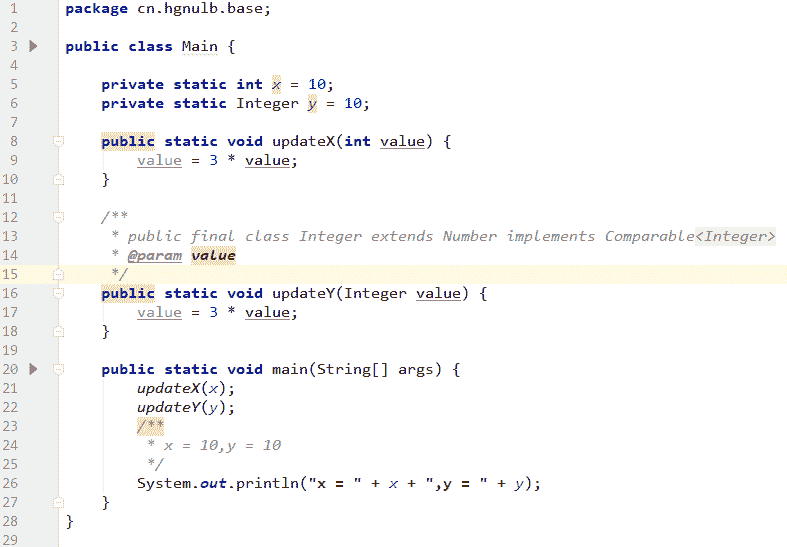 1 package cn.hgnulb.base;
2
3 public class Main {
4
5     private static int x = 10;
6     private static Integer y = 10;
7
8     public static void updateX(int value) {
9         value = 3 * value;
10     }
11
12     /**
13      * public final class Integer extends Number implements Comparable<Integer>
14      * @param value
15      */
16     public static void updateY(Integer value) {
17         value = 3 * value;
18     }
19
20     public static void main(String[] args) {
21         updateX(x);
22         updateY(y);
23         /**
24          * x = 10,y = 10
25          */
26         System.out.println("x = " + x + ",y = " + y);
27     }
28 }
29